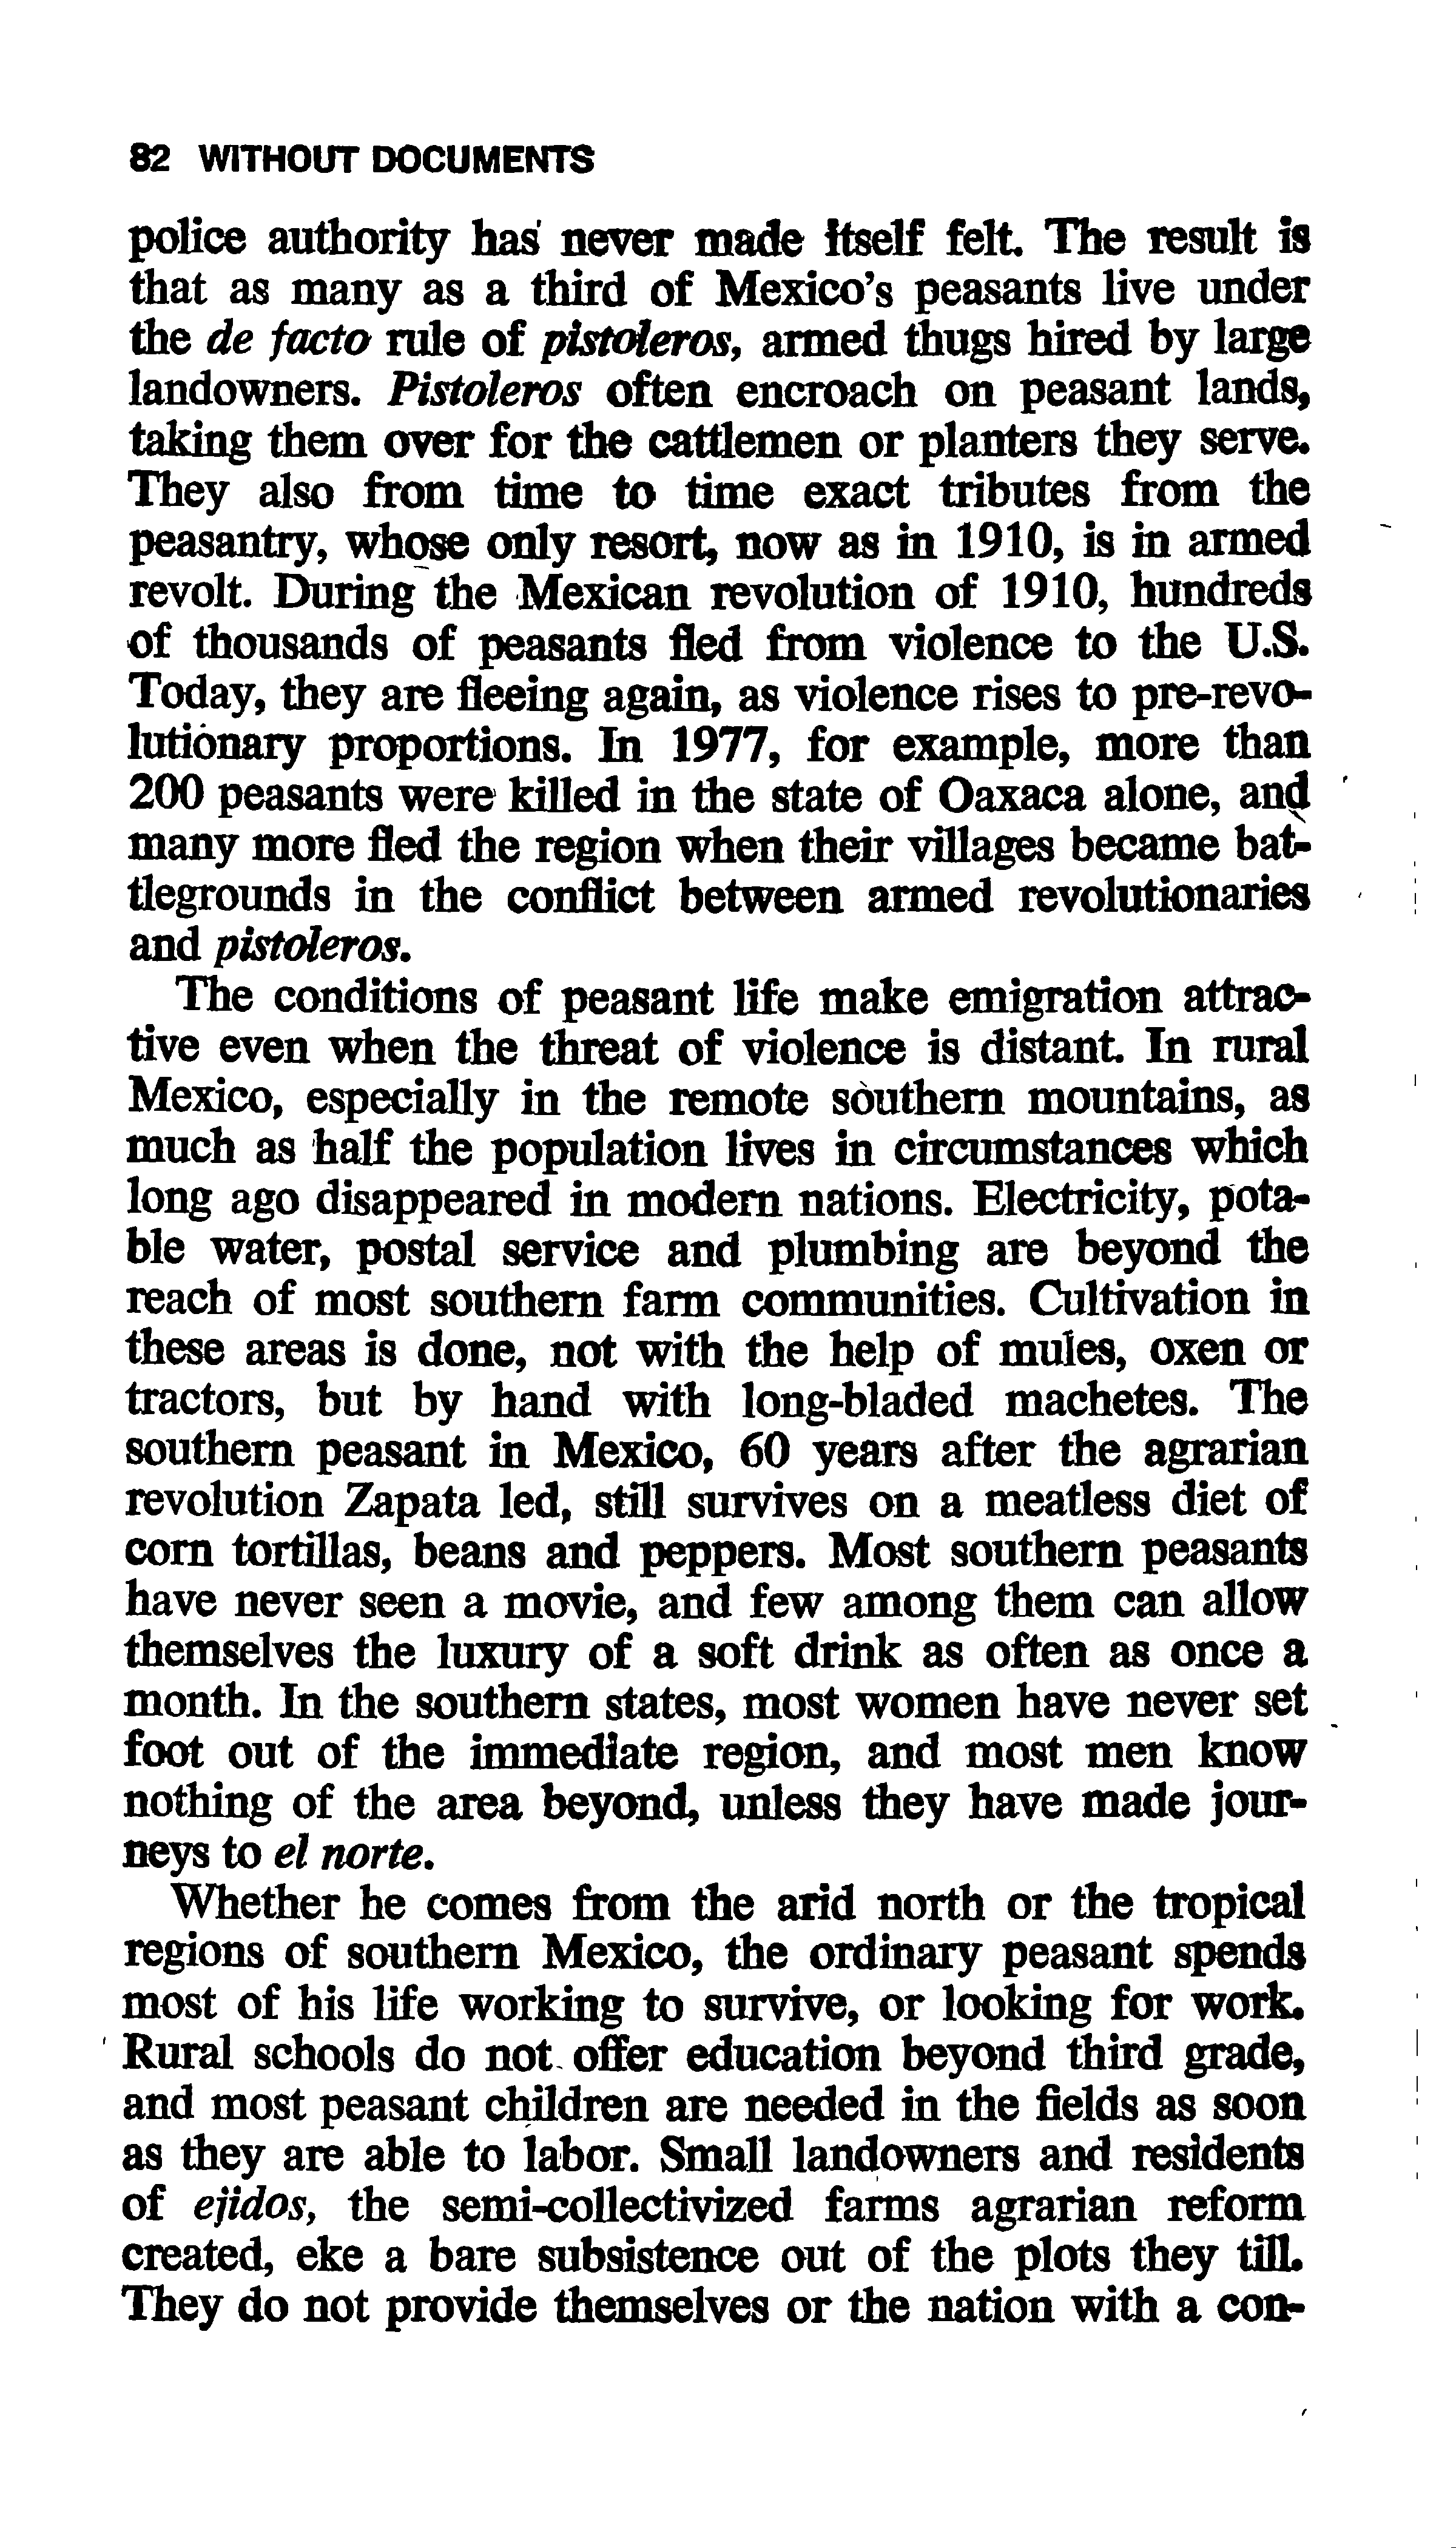 82 WITHOUT DOCUMENTS
police authority has never made itself felt. The result is
that as many as a third of Mexico's peasants live under
the de facto rule of pistoleros, armed thugs hired by large
landowners. Pistoleros often encroach on peasant lands,
taking them over for the cattlemen or planters they serve.
They also from time to time exact tributes from the
peasantry, whose only resort, now as in 1910, is in armed
revolt. During the Mexican revolution of 1910, hundreds
of thousands of peasants fled from violence to the U.S.
Today, they are fleeing again, as violence rises to pre-revo-
lutionary proportions. In 1977, for example, more than
200 peasants were killed in the state of Oaxaca alone, and
many more fled the region when their villages became bat-
tlegrounds in the conflict between armed revolutionaries
and pistoleros.
The conditions of peasant life make emigration attrac-
tive even when the threat of violence is distant. In rural
Mexico, especially in the remote southern mountains, as
much as half the population lives in circumstances which
long ago disappeared in modern nations. Electricity, pota-
ble water, postal service and plumbing are beyond the
reach of most southern farm communities. Cultivation in
these areas is done, not with the help of mules, oxen or
tractors, but by hand with long-bladed machetes. The
southern peasant in Mexico, 60 years after the agrarian
revolution Zapata led, still survives on a meatless diet of
corn tortillas, beans and peppers. Most southern peasants
have never seen a movie, and few among them can allow
themselves the luxury of a soft drink as often as once a
month. In the southern states, most women have never set
foot out of the immediate region, and most men know
nothing of the area beyond, unless they have made jour-
neys to el norte.
Whether he comes from the arid north or the tropical
regions of southern Mexico, the ordinary peasant spends
most of his life working to survive, or looking for work.
Rural schools do not offer education beyond third grade,
and most peasant children are needed in the fields as soon
as they are able to labor. Small landowners and residents
of ejidos, the semi-collectivized farms agrarian reform
created, eke a bare subsistence out of the plots they till.
They do not provide themselves or the nation with a con-